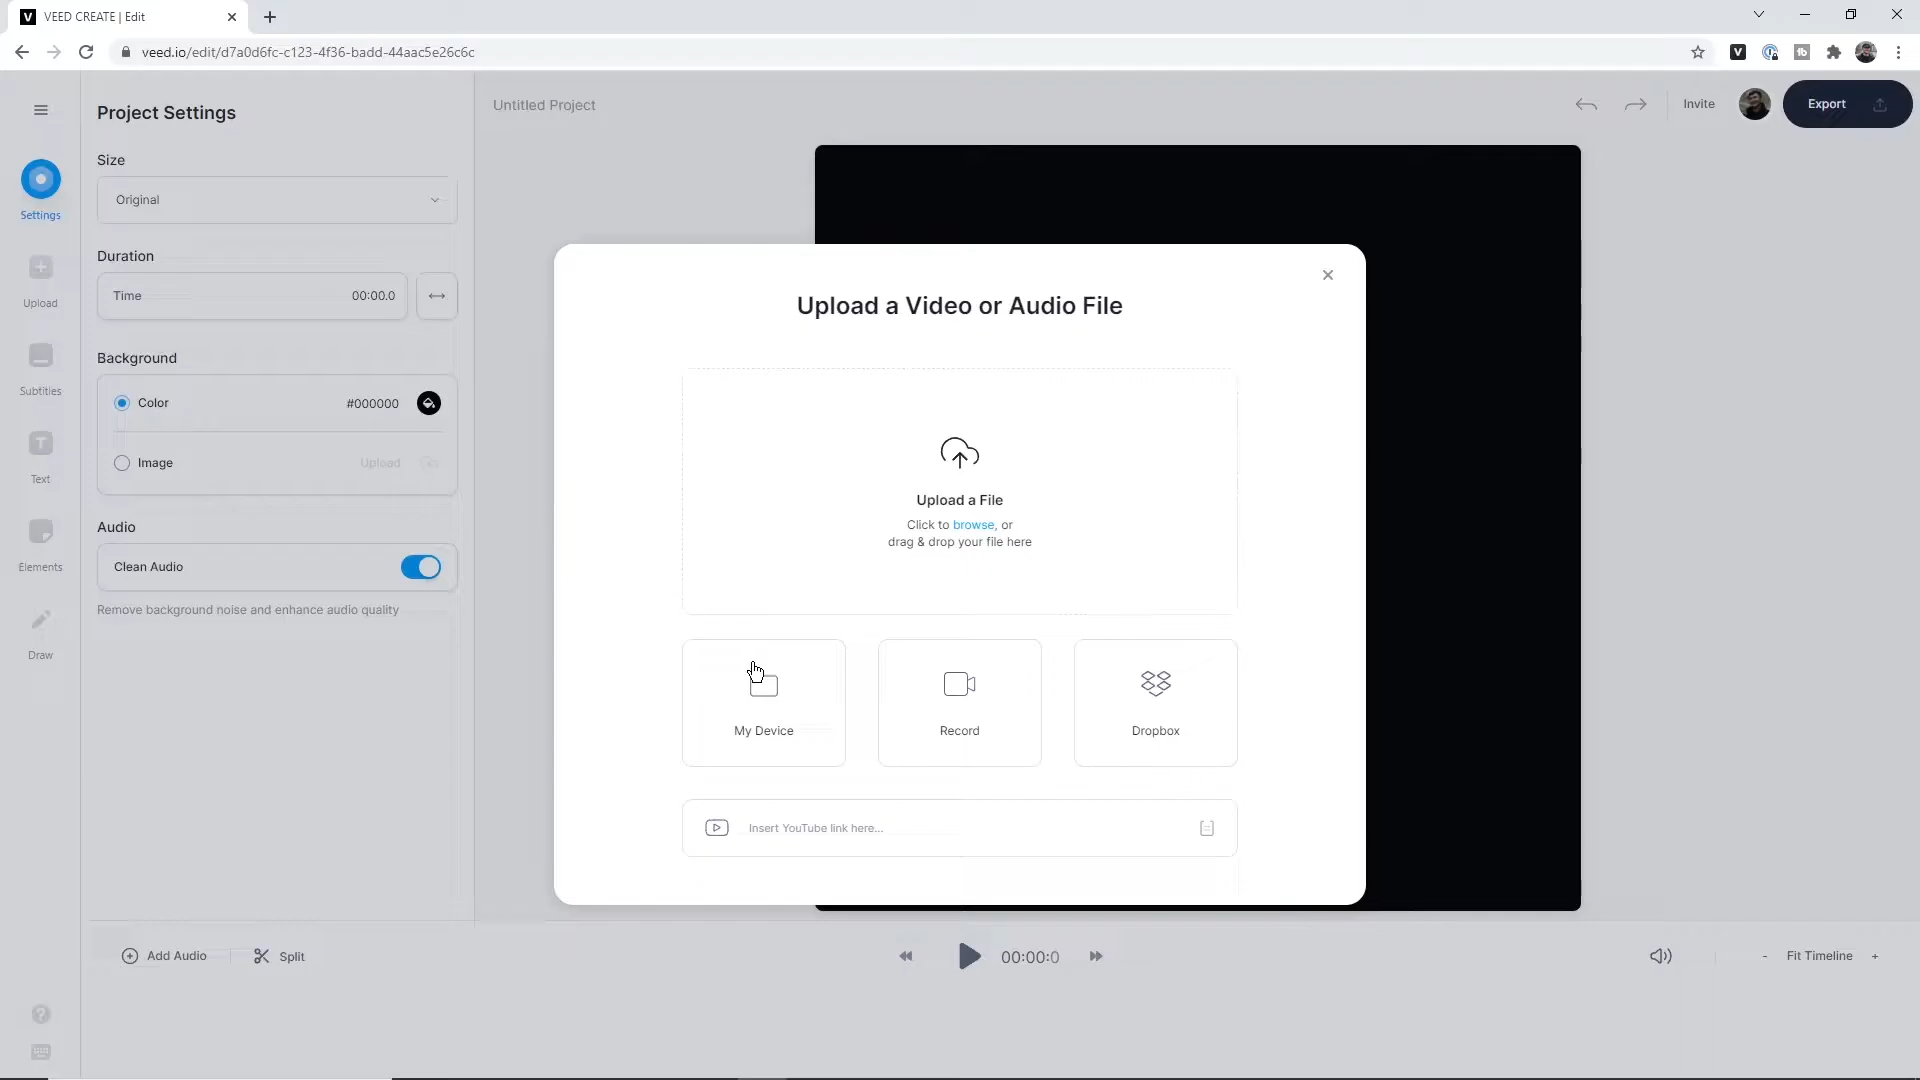 VEED CREATE | Edit
veed.io/edit/d7a0d6fc-c123-4f36-badd-44aac5e26c6c
Project Settings
Untitled Project
Invite
Export
Size
Original
Settings
Duration
Time 00:00.0
Upload
Background
Color #000000
Subtitles
Image Upload
Text
Audio
Clean Audio
Elements
Remove background noise and enhance audio quality
Draw
Upload a Video or Audio File
Upload a File
Click to browse, or
drag & drop your file here
My Device
Record
Dropbox
Insert YouTube link here...
Add Audio
Split
00:00:0
- Fit Timeline +